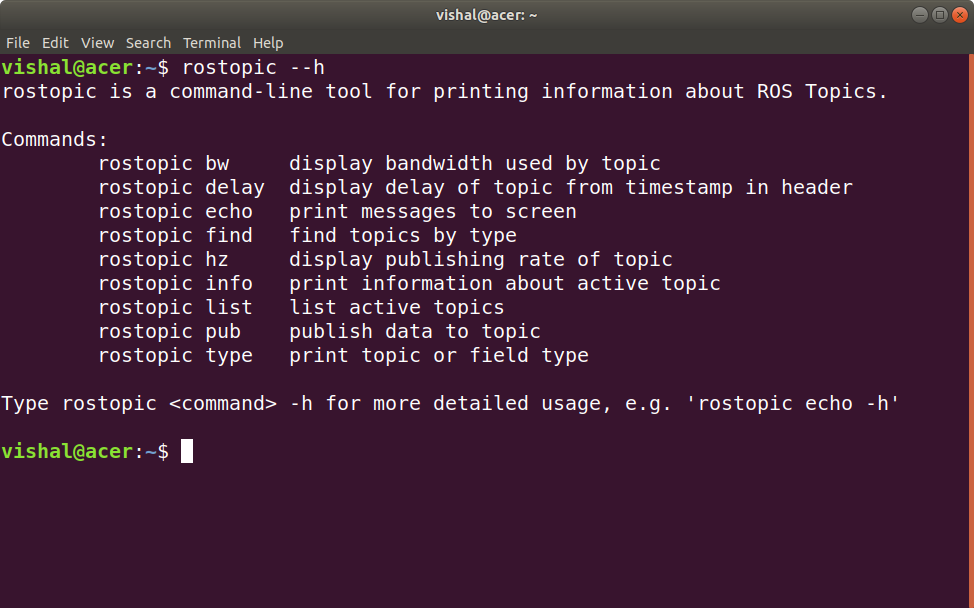 vishal@acer: ~
File Edit View Search Terminal Help
vishal@acer:~$ rostopic --h
rostopic is a command-line tool for printing information about ROS Topics.
Commands:
rostopic bw display bandwidth used by topic
rostopic delay display delay of topic from timestamp in header
rostopic echo print messages to screen
rostopic find find topics by type
rostopic hz display publishing rate of topic
rostopic info print information about active topic
rostopic list list active topics
rostopic pub publish data to topic
rostopic type print topic or field type
Type rostopic <command> -h for more detailed usage, e.g. 'rostopic echo -h'
vishal@acer:~$